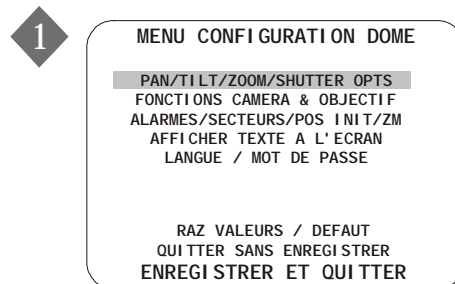 1
MENU CONFIGURATION DOME
PAN/TILT/ZOOM/SHUTTER OPTS
FONCTIONS CAMERA & OBJECTIF
ALARMES/SECTEURS/POS INIT/ZM
AFFICHER TEXTE A L'ECRAN
LANGUE / MOT DE PASSE
RAZ VALEURS / DEFAUT
QUITTER SANS ENREGISTRER
ENREGISTRER ET QUITTER